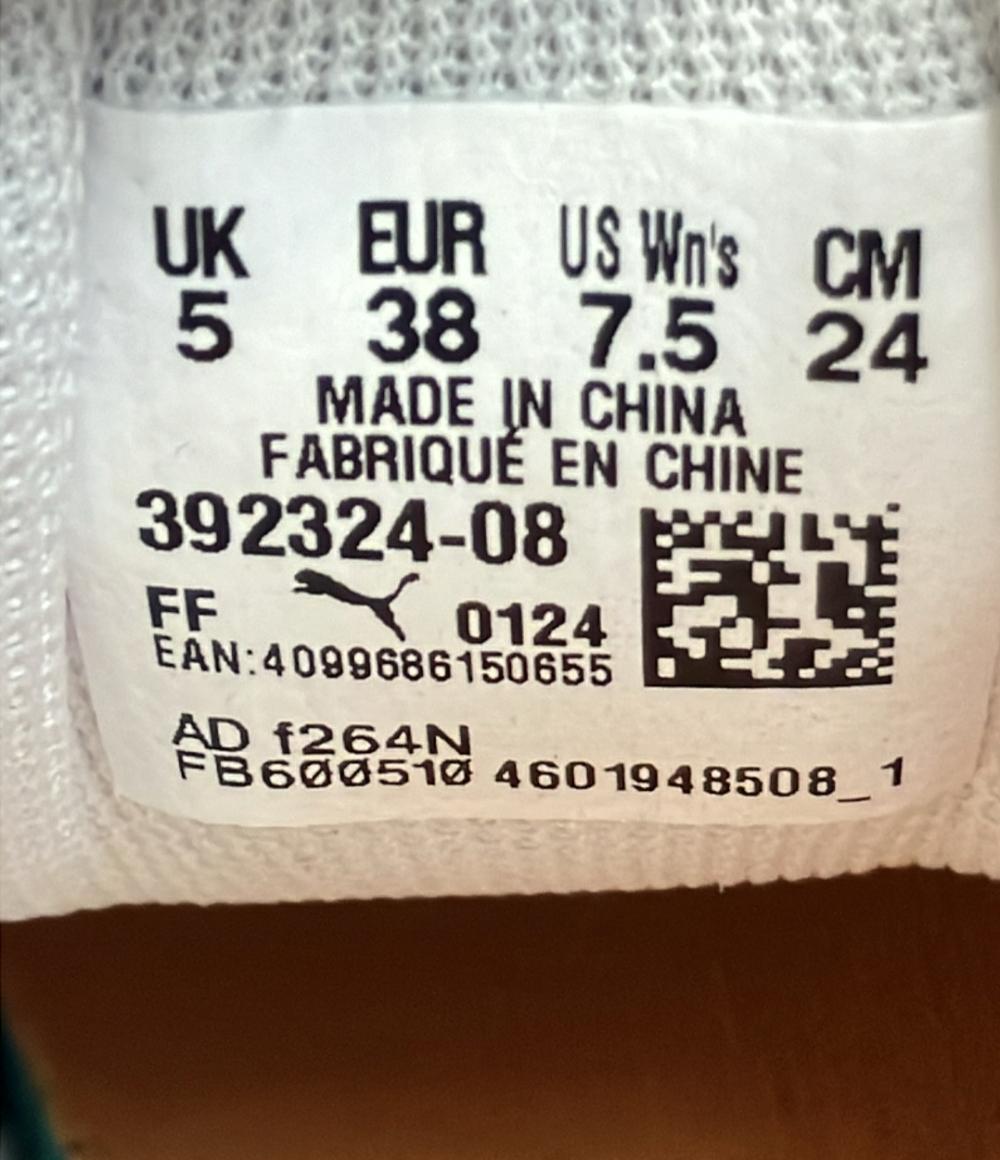 UK EUR US Wn's CM
5 38 7.5 24
MADE IN CHINA
FABRIQUÉ EN CHINE
392324-08
FF 0124
EAN:4099686150655
AD f264N
FB600510 4601948508_1